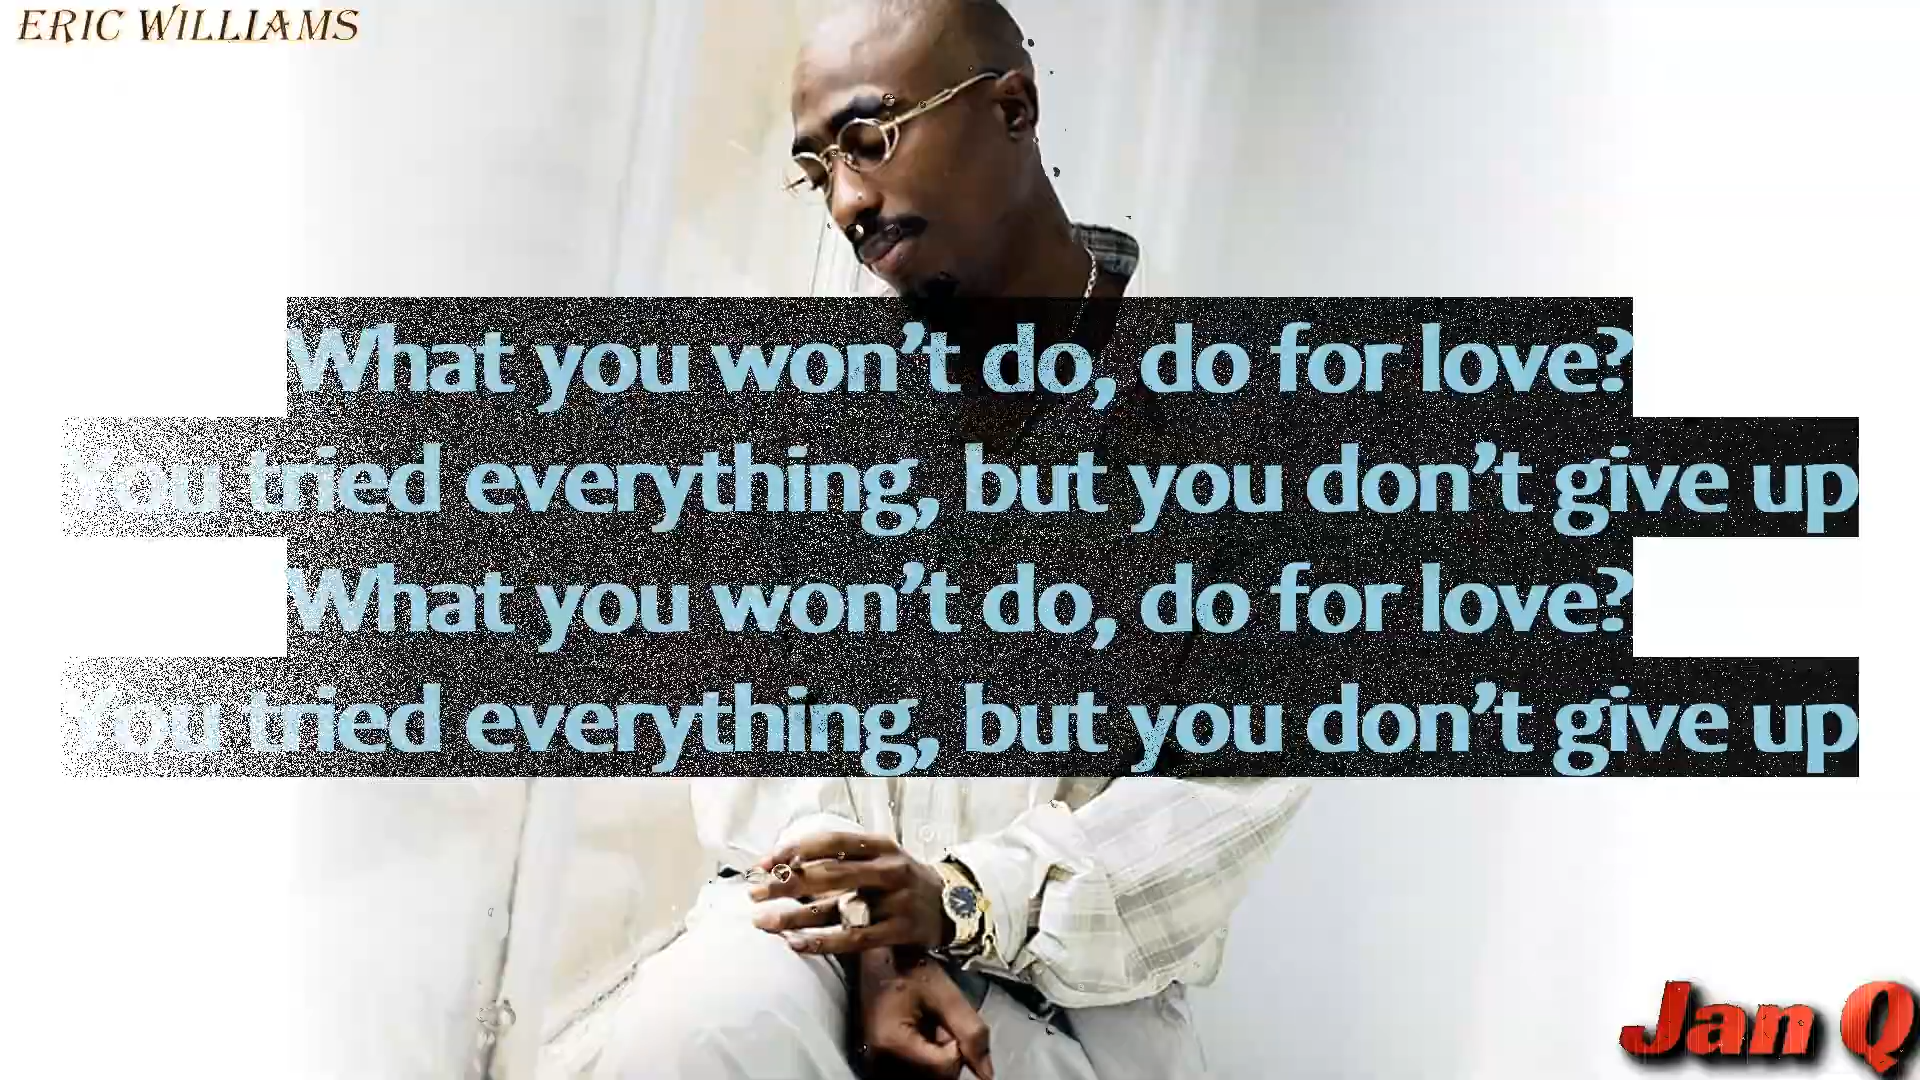 ERIC WILLIAMS
What you won't do, do for love?
You tried everything, but you don't give up
What you won't do, do for love?
You tried everything, but you don't give up
Jan Q